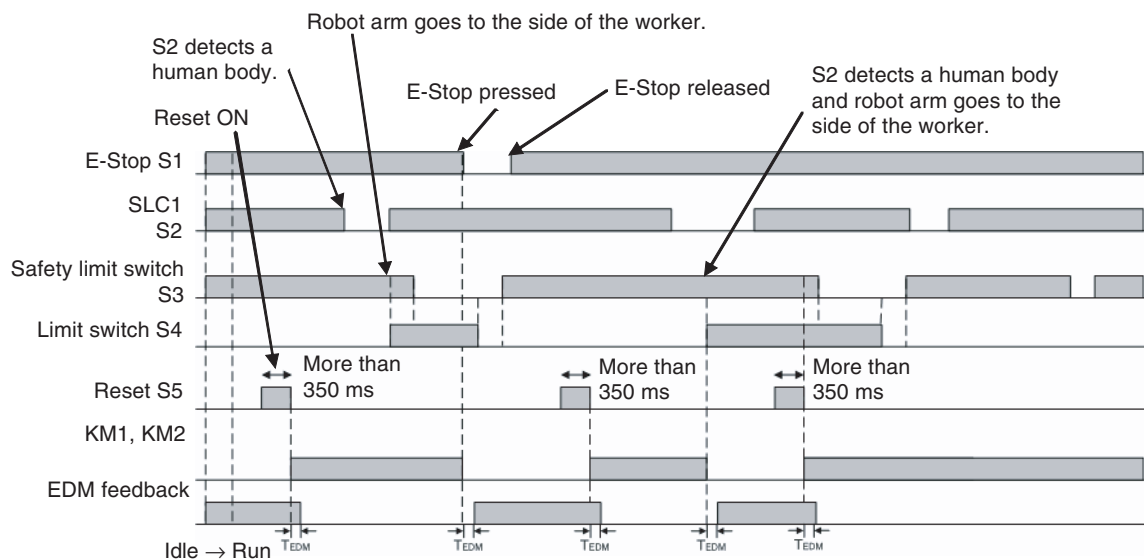 Robot arm goes to the side of the worker.
S2 detects a
human body.
E-Stop pressed
E-Stop released
S2 detects a human body
and robot arm goes to the
side of the worker.
Reset ON
E-Stop S1
SLC1
S2
Safety limit switch
S3
Limit switch S4
More than
350 ms
More than
350 ms
More than
350 ms
Reset S5
KM1, KM2
EDM feedback
TEDM
TEDM
TEDM
TEDM
Idle → Run